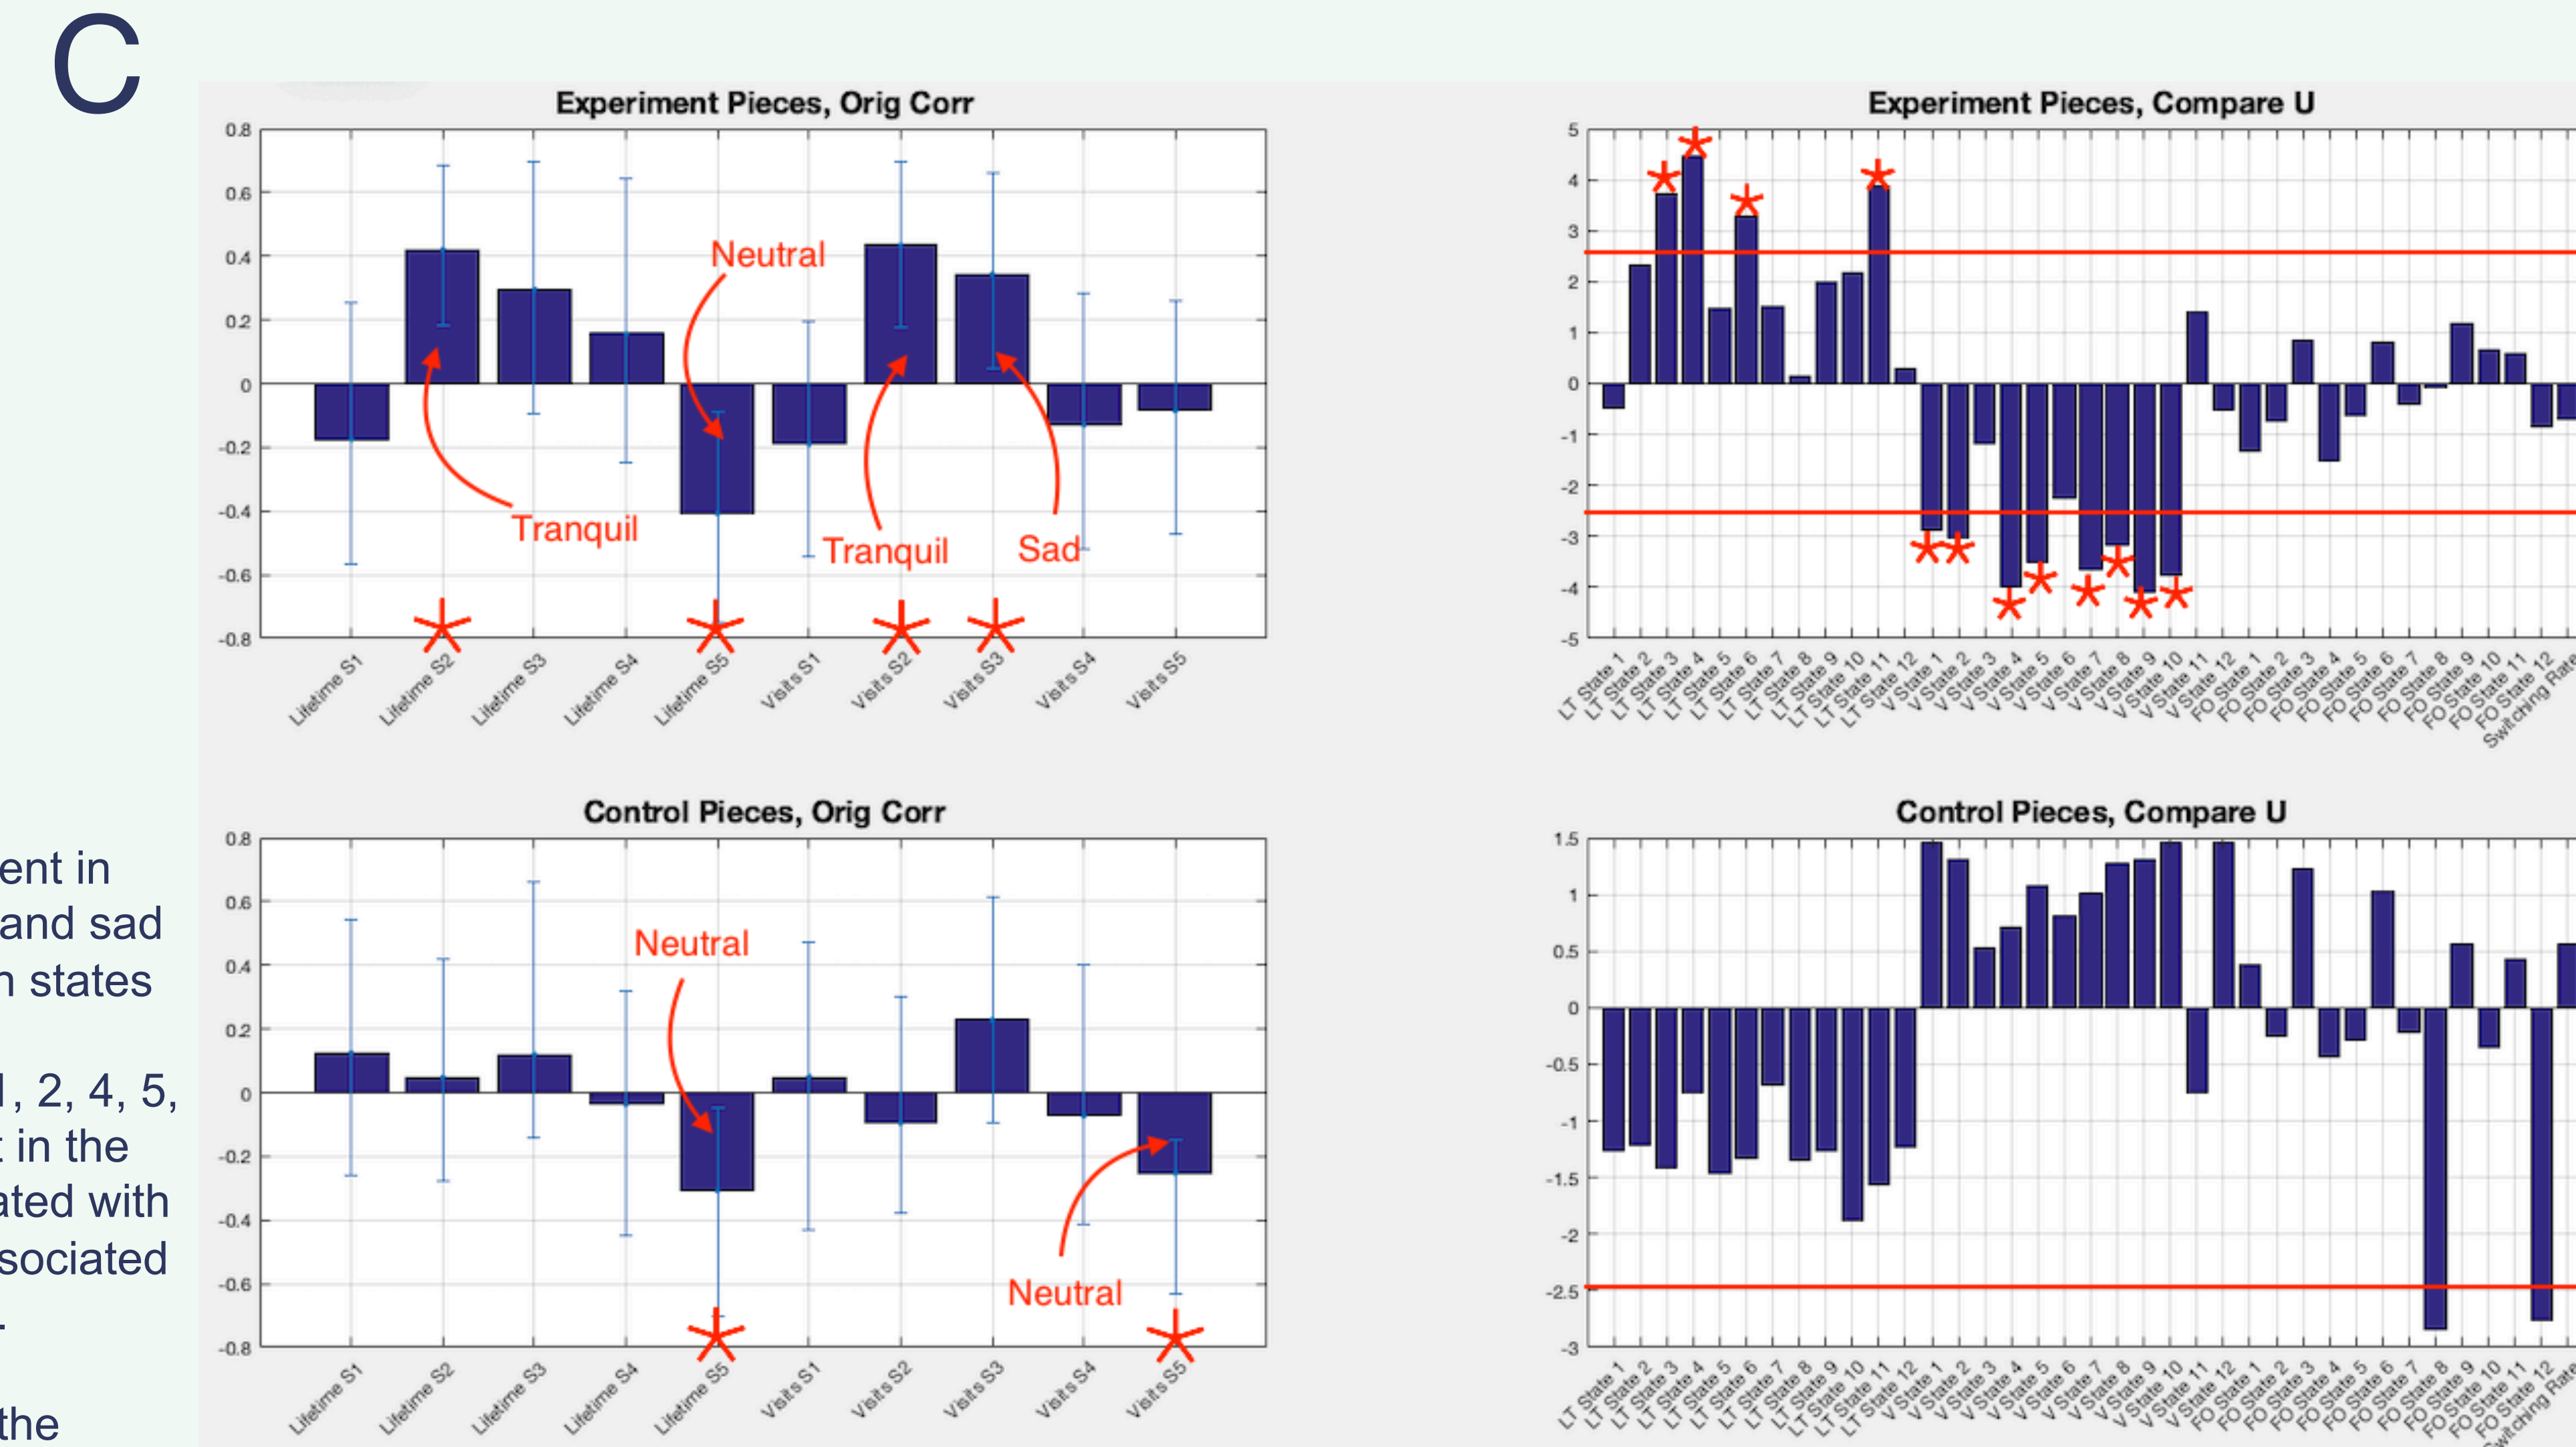 C
ent in
and sad
n states
1, 2, 4, 5,
t in the
ated with
sociated
.
the
Experiment Pieces, Orig Corr
0.8
0.6
0.4
0.2
0
-0.2
-0.4
-0.6
-0.8
Neutral
Tranquil
Tranquil
Sad
Lifetime S1
Lifetime S2
Lifetime S3
Lifetime S4
Lifetime S5
Visits S1
Visits S2
Visits S3
Visits S4
Visits S5
Experiment Pieces, Compare U
5
4
3
2
1
0
-1
-2
-3
-4
-5
LT State 1
LT State 2
LT State 3
LT State 4
LT State 5
LT State 6
LT State 7
LT State 8
LT State 9
LT State 10
LT State 11
LT State 12
V State 1
V State 2
V State 3
V State 4
V State 5
V State 6
V State 7
V State 8
V State 9
V State 10
V State 11
V State 12
FO State 1
FO State 2
FO State 3
FO State 4
FO State 5
FO State 6
FO State 7
FO State 8
FO State 9
FO State 10
FO State 11
FO State 12
Switching Rate
Control Pieces, Orig Corr
0.8
0.6
0.4
0.2
0
-0.2
-0.4
-0.6
-0.8
Neutral
Neutral
Lifetime S1
Lifetime S2
Lifetime S3
Lifetime S4
Lifetime S5
Visits S1
Visits S2
Visits S3
Visits S4
Visits S5
Control Pieces, Compare U
1.5
1
0.5
0
-0.5
-1
-1.5
-2
-2.5
-3
LT State 1
LT State 2
LT State 3
LT State 4
LT State 5
LT State 6
LT State 7
LT State 8
LT State 9
LT State 10
LT State 11
LT State 12
V State 1
V State 2
V State 3
V State 4
V State 5
V State 6
V State 7
V State 8
V State 9
V State 10
V State 11
V State 12
FO State 1
FO State 2
FO State 3
FO State 4
FO State 5
FO State 6
FO State 7
FO State 8
FO State 9
FO State 10
FO State 11
FO State 12
Switching Rate